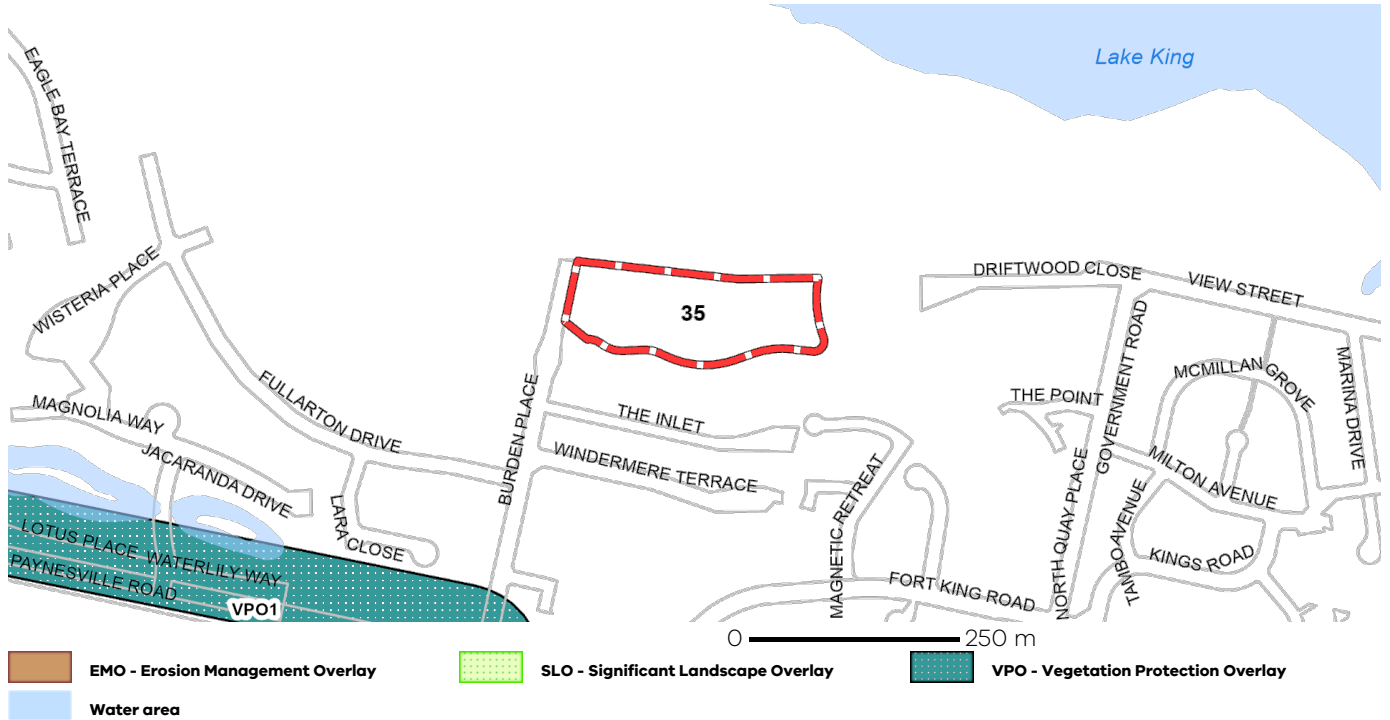 Lake King
EAGLE BAY TERRACE
WISTERIA PLACE
DRIFTWOOD CLOSE
VIEW STREET
35
GOVERNMENT ROAD
MCMILLAN GROVE
MARINA DRIVE
FULLARTON DRIVE
THE POINT
MAGNOLIA WAY
BURDEN PLACE
THE INLET
JACARANDA DRIVE
WINDERMERE TERRACE
MAGNETIC RETREAT
NORTH QUAY PLACE
MILTON AVENUE
TAMBO AVENUE
LARA CLOSE
LOTUS PLACE
WATERLILY WAY
KINGS ROAD
PAYNESVILLE ROAD
FORT KING ROAD
VPO1
0 250 m
EMO - Erosion Management Overlay
SLO - Significant Landscape Overlay
VPO - Vegetation Protection Overlay
Water area